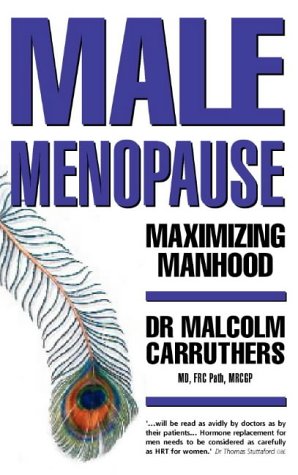 MALE
MENOPAUSE
MAXIMIZING
MANHOOD
DR MALCOLM
CARRUTHERS
MD, FRC Path, MRCGP
'...will be read as avidly by doctors as by
their patients... Hormone replacement for
men needs to be considered as carefully
as HRT for women.' Dr Thomas Stuttaford OBE